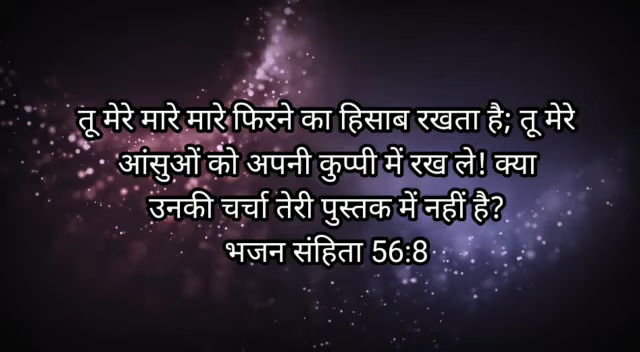 तू मेरे मारे मारे फिरने का हिसाब रखता है; तू मेरे
आंसुओं को अपनी कुप्पी में रख ले! क्या
उनकी चर्चा तेरी पुस्तक में नहीं है?
भजन संहिता 56:8